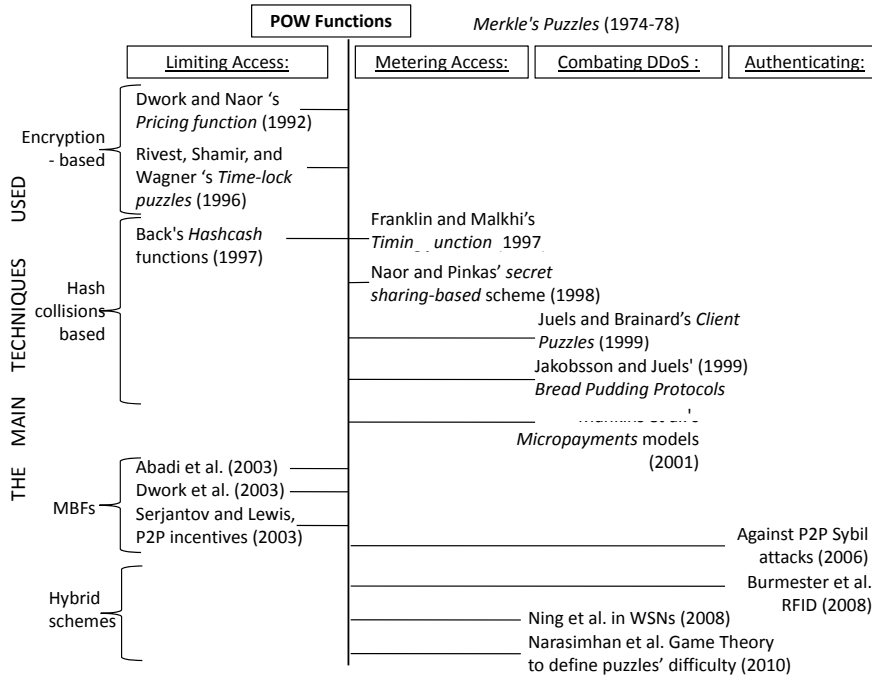 POW Functions
Merkle's Puzzles (1974-78)
Limiting Access:
Metering Access:
Combating DDoS :
Authenticating:
THE MAIN TECHNIQUES USED
Encryption
- based
Dwork and Naor ‘s
Pricing function (1992)
Rivest, Shamir, and
Wagner ‘s Time-lock
puzzles (1996)
Hash
collisions
based
Back's Hashcash
functions (1997)
Franklin and Malkhi’s
1997
Naor and Pinkas’ secret
sharing-based scheme (1998)
Juels and Brainard’s Client
Puzzles (1999)
Jakobsson and Juels' (1999)
Bread Pudding Protocols
Micropayments models
(2001)
MBFs
Abadi et al. (2003)
Dwork et al. (2003)
Serjantov and Lewis,
P2P incentives (2003)
Against P2P Sybil
attacks (2006)
Hybrid
schemes
Burmester et al.
RFID (2008)
Ning et al. in WSNs (2008)
Narasimhan et al. Game Theory
to define puzzles’ difficulty (2010)